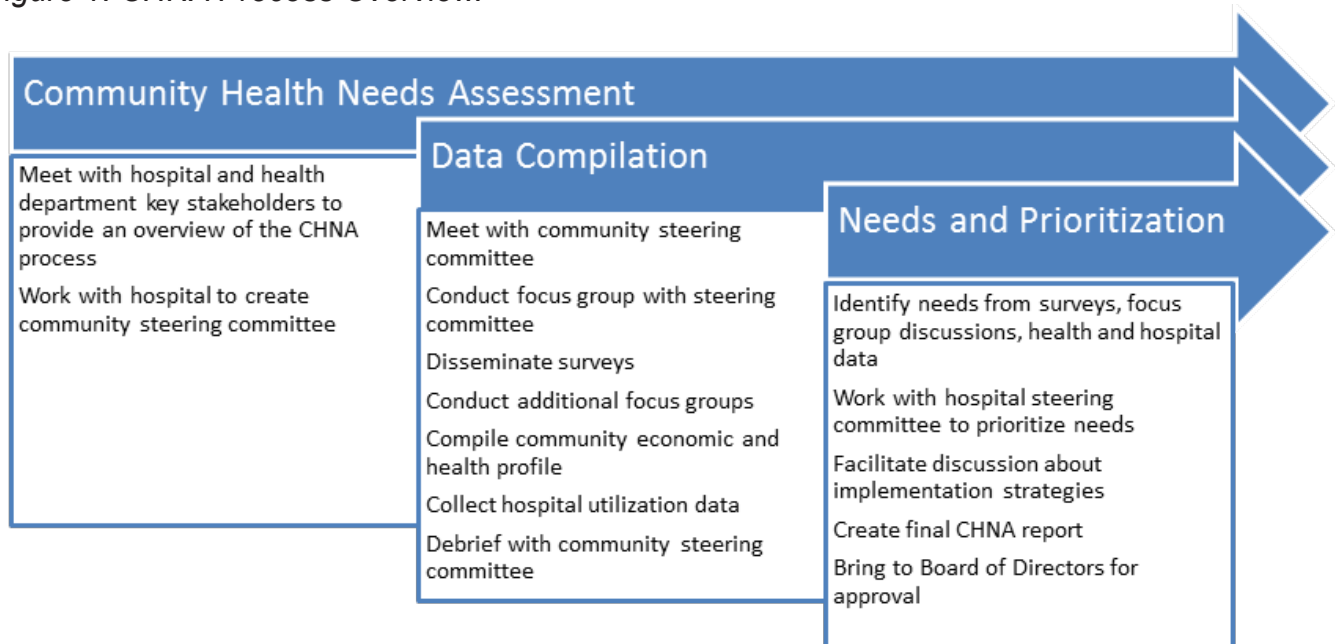 Community Health Needs Assessment
Meet with hospital and health
department key stakeholders to
provide an overview of the CHNA
process
Work with hospital to create
community steering committee
Data Compilation
Meet with community steering
committee
Conduct focus group with steering
committee
Disseminate surveys
Conduct additional focus groups
Compile community economic and
health profile
Collect hospital utilization data
Debrief with community steering
committee
Needs and Prioritization
Identify needs from surveys, focus
group discussions, health and hospital
data
Work with hospital steering
committee to prioritize needs
Facilitate discussion about
implementation strategies
Create final CHNA report
Bring to Board of Directors for
approval